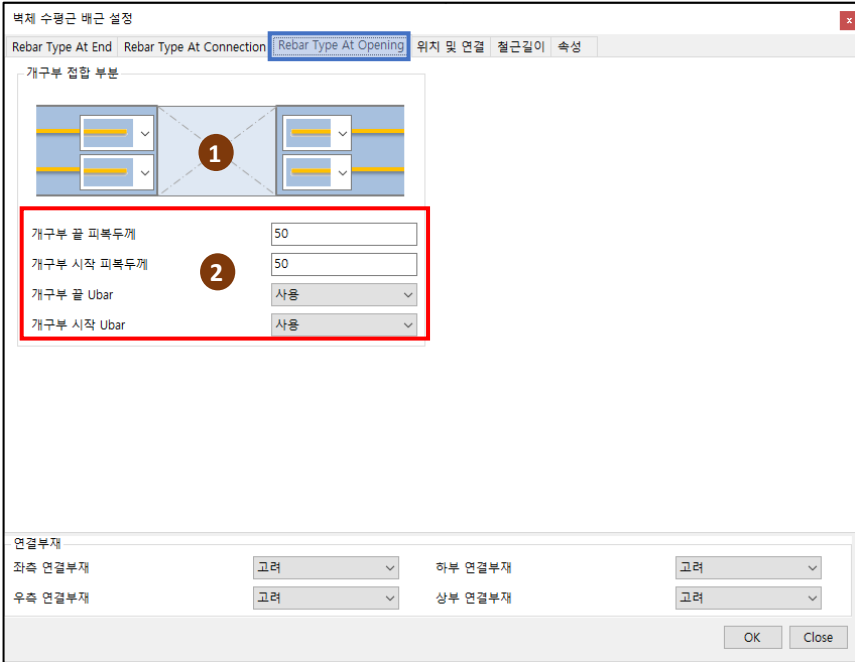 벽체 수평근 배근 설정
x
Rebar Type At End Rebar Type At Connection Rebar Type At Opening 위치 및 연결 철근길이 속성
개구부 접합 부분
1
개구부 끝 피복두께 50
개구부 시작 피복두께 50
2
개구부 끝 Ubar 사용
개구부 시작 Ubar 사용
연결부재
좌측 연결부재 고려 하부 연결부재 고려
우측 연결부재 고려 상부 연결부재 고려
OK Close